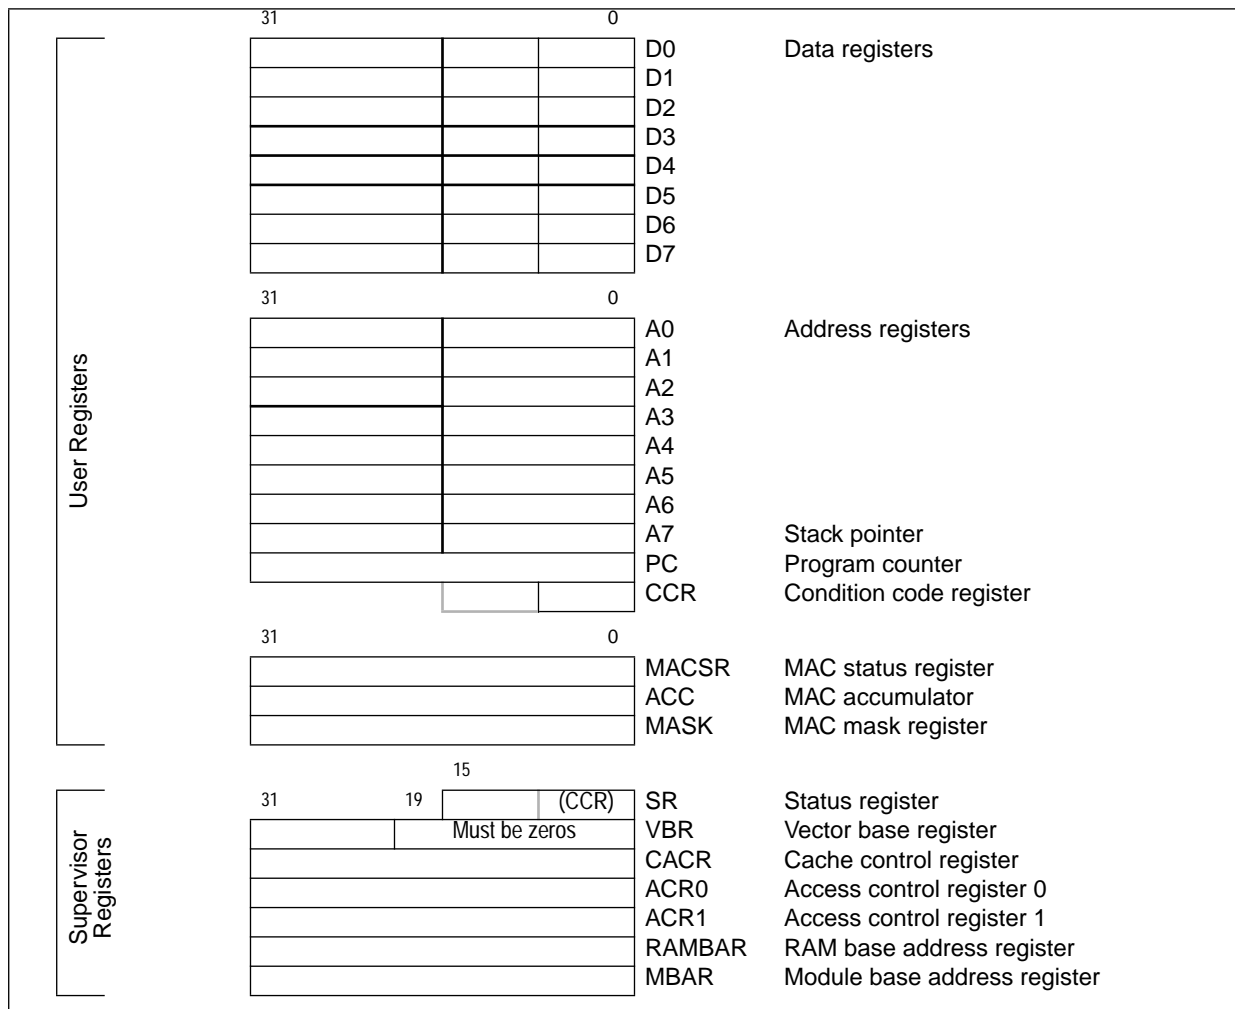 31 0
D0 Data registers
D1
D2
D3
D4
D5
D6
D7
31 0
A0 Address registers
A1
A2
A3
A4
A5
A6
A7 Stack pointer
PC Program counter
CCR Condition code register
User Registers
31 0
MACSR MAC status register
ACC MAC accumulator
MASK MAC mask register
15
31 19 (CCR) SR Status register
Must be zeros VBR Vector base register
CACR Cache control register
ACR0 Access control register 0
ACR1 Access control register 1
RAMBAR RAM base address register
MBAR Module base address register
Supervisor
Registers